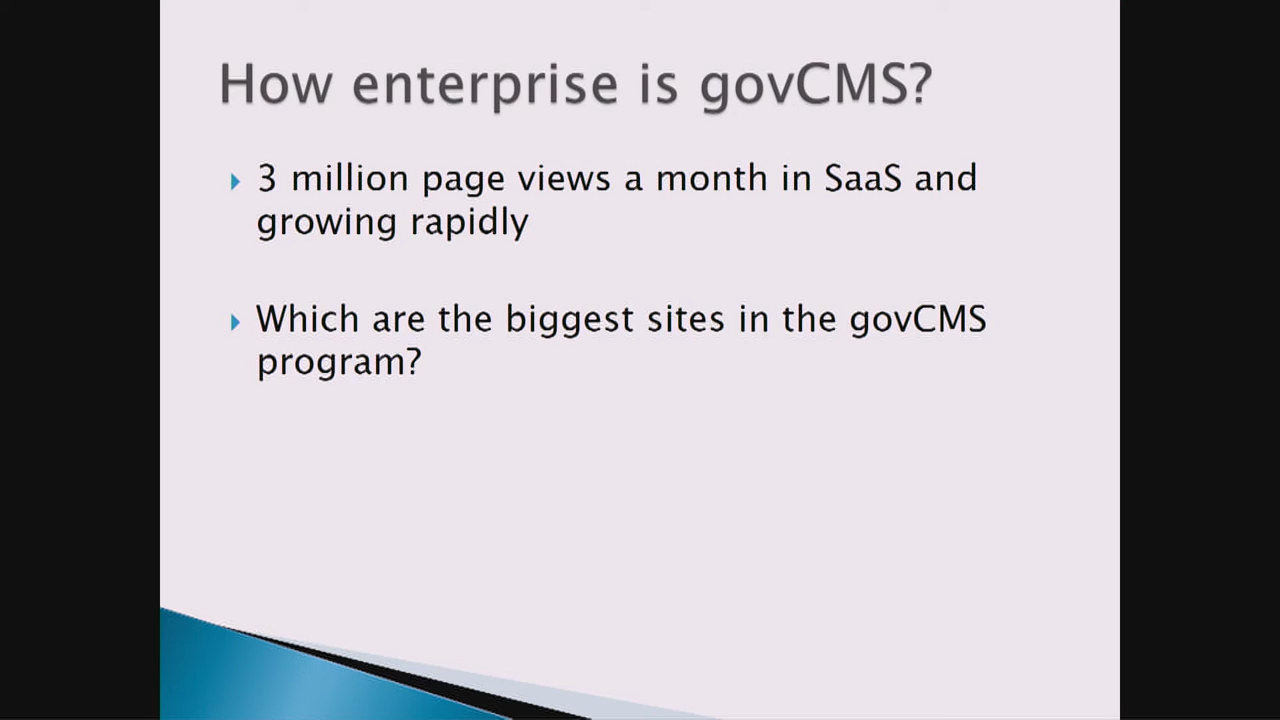 How enterprise is govCMS?
3 million page views a month in SaaS and
growing rapidly
Which are the biggest sites in the govCMS
program?